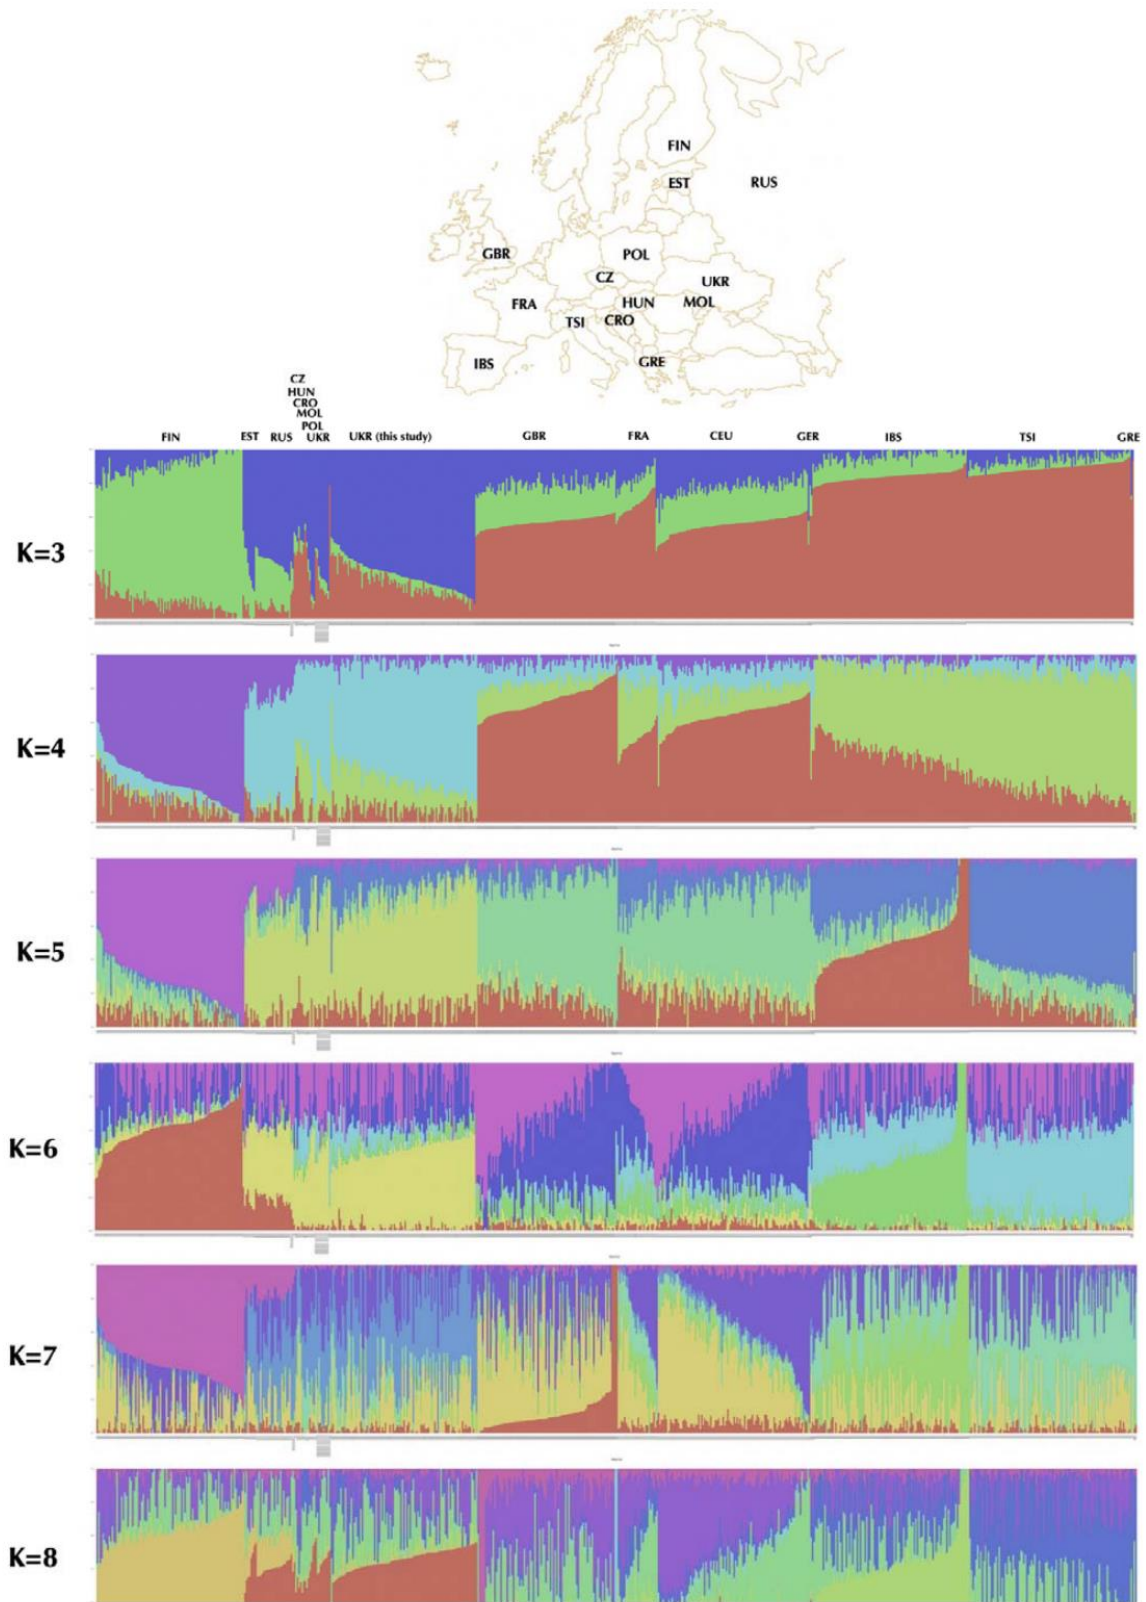 FIN
EST
RUS
GBR
POL
CZ
UKR
FRA
HUN
MOL
TSI
CRO
IBS
GRE
CZ
HUN
CRO
MOL
POL
FIN EST RUS UKR UKR (this study) GBR FRA CEU GER IBS TSI GRE
K=3
K=4
K=5
K=6
K=7
K=8